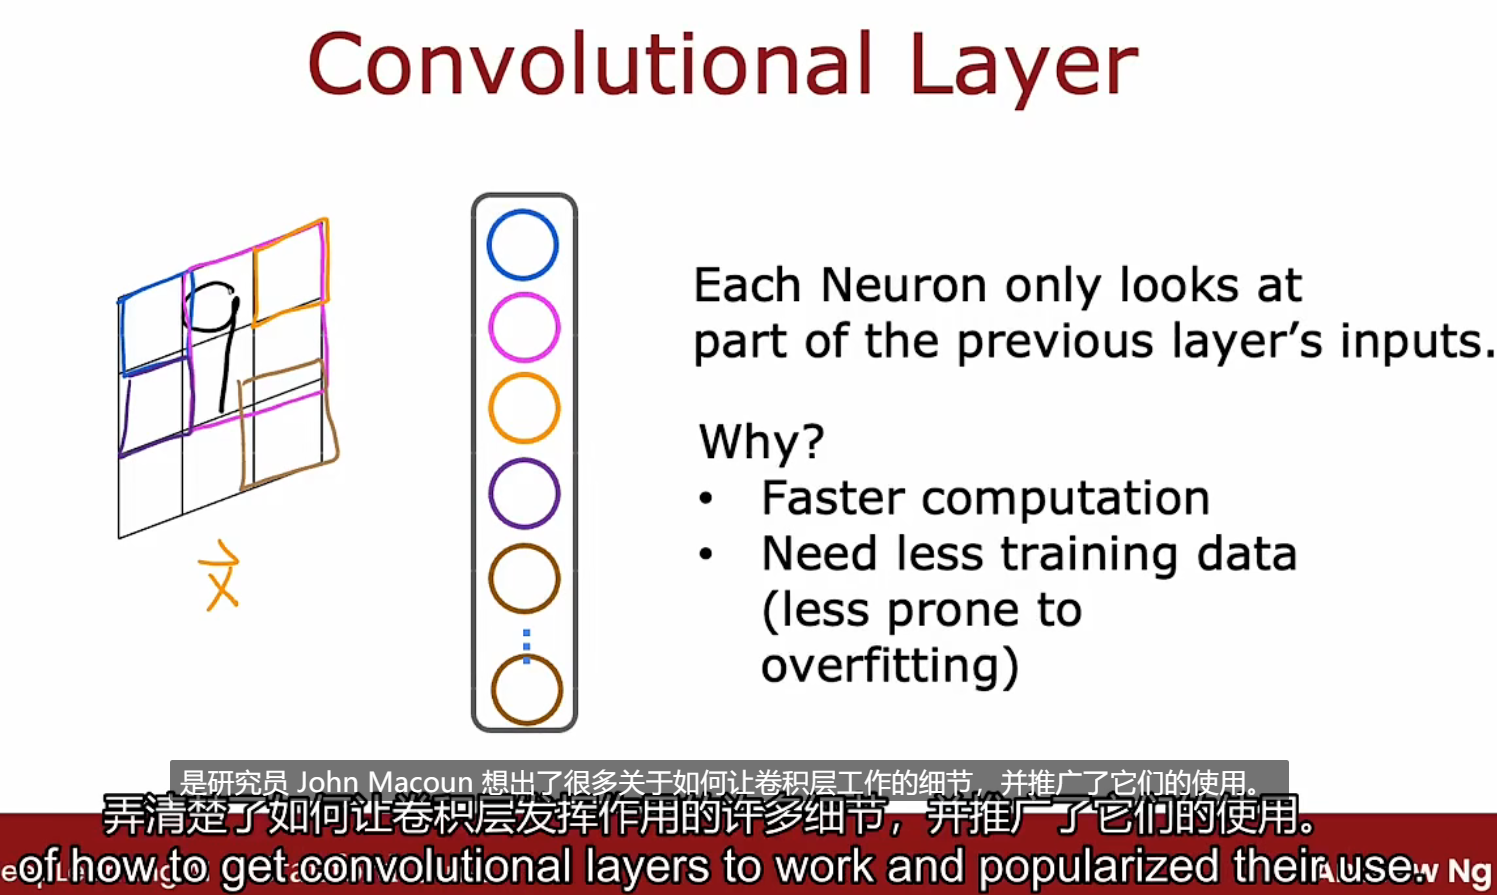 Convolutional Layer
Each Neuron only looks at
part of the previous layer's inputs.
Why?
• Faster computation
• Need less training data
(less prone to
overfitting)
文
是研究员 John Macoun 想出了很多关于如何让卷积层工作的细节，并推广了它们的使用。
弄清楚了如何让卷积层发挥作用的许多细节，并推广了它们的使用。
of how to get convolutional layers to work and popularized their use.
Ng